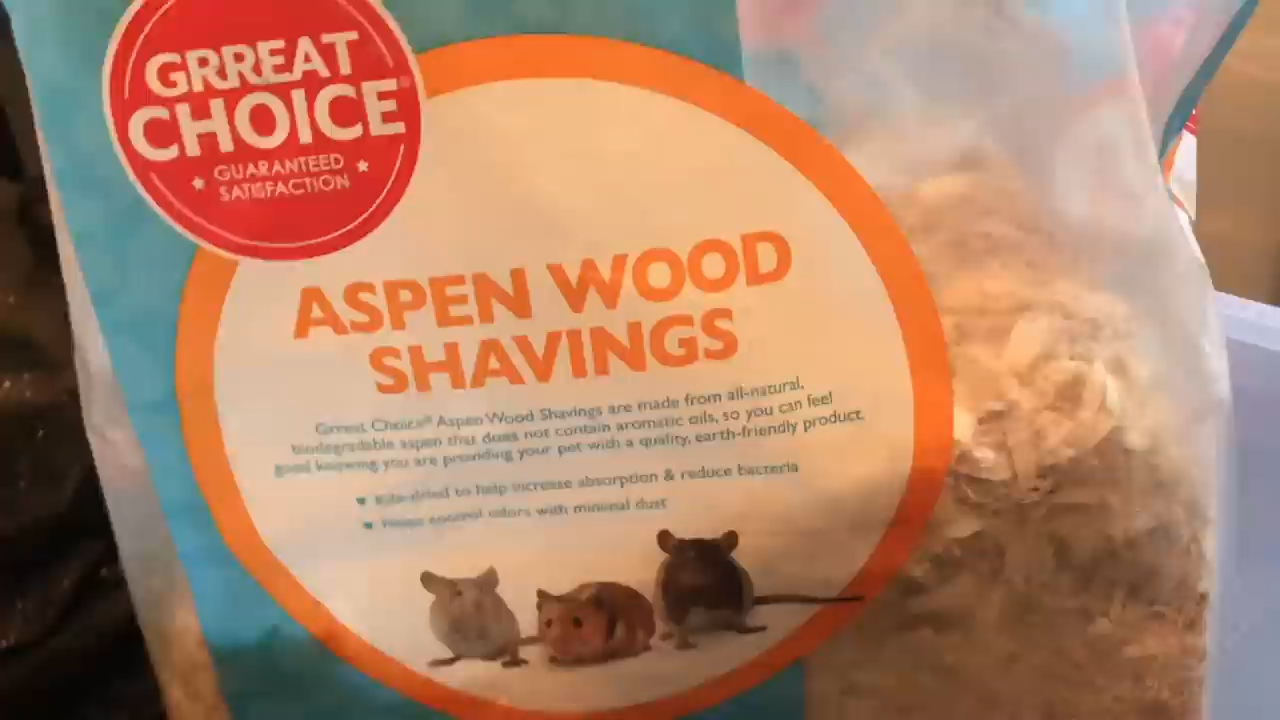 GRREAT
CHOICE®
GUARANTEED
SATISFACTION
ASPEN WOOD
SHAVINGS
Grreat Choice® Aspen Wood Shavings are made from all-natural,
biodegradable aspen that does not contain aromatic oils, so you can feel
good knowing you are providing your pet with a quality, earth-friendly product.
Kiln-dried to help increase absorption & reduce bacteria
Helps control odors with minimal dust